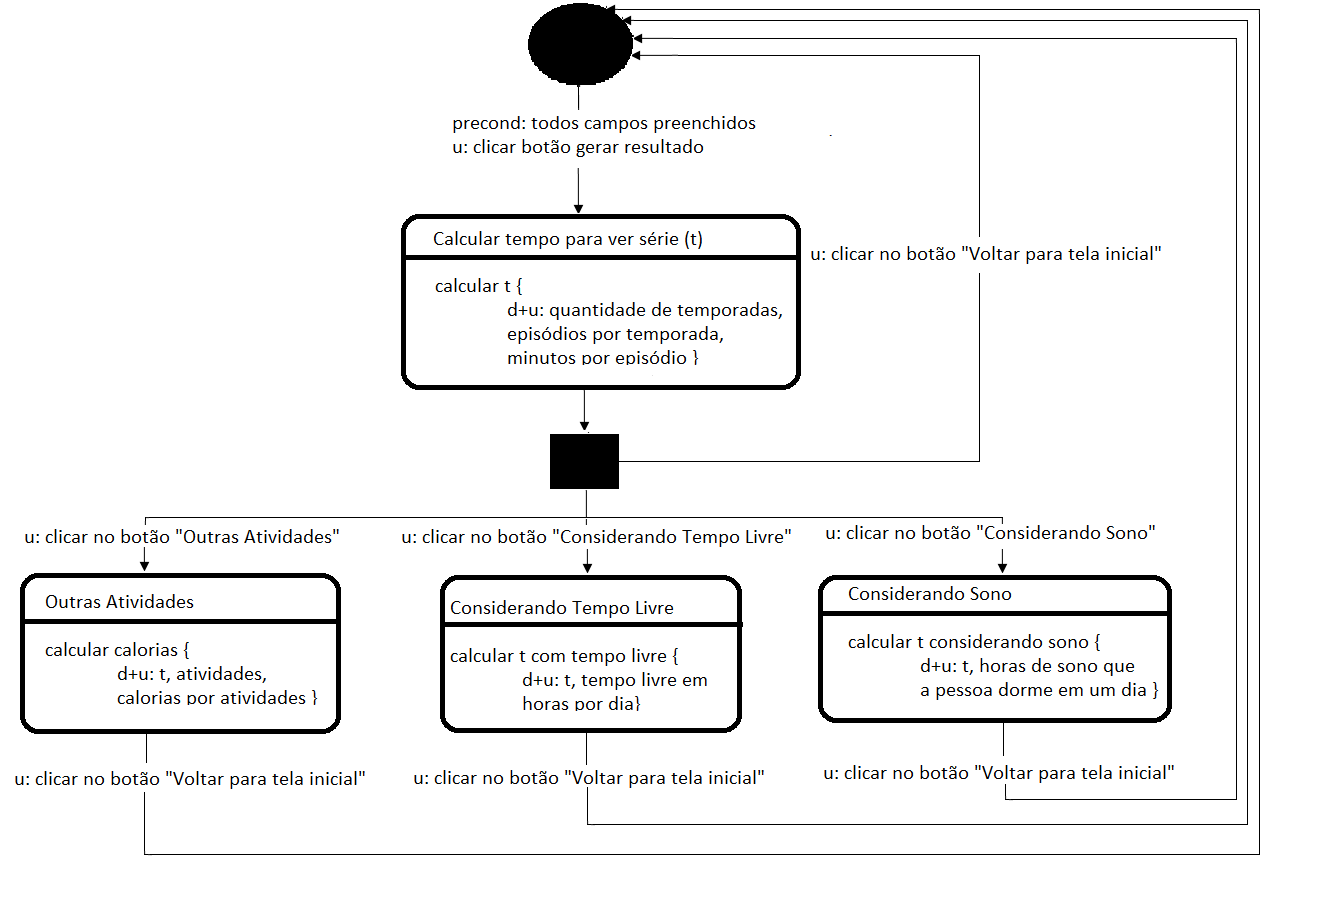 precond: todos campos preenchidos
u: clicar botão gerar resultado
Calcular tempo para ver série (t)
calcular t {
d+u: quantidade de temporadas,
episódios por temporada,
minutos por episódio }
u: clicar no botão "Voltar para tela inicial"
u: clicar no botão "Outras Atividades"
u: clicar no botão "Considerando Tempo Livre"
u: clicar no botão "Considerando Sono"
Outras Atividades
calcular calorias {
d+u: t, atividades,
calorias por atividades }
Considerando Tempo Livre
calcular t com tempo livre {
d+u: t, tempo livre em
horas por dia}
Considerando Sono
calcular t considerando sono {
d+u: t, horas de sono que
a pessoa dorme em um dia }
u: clicar no botão "Voltar para tela inicial"
u: clicar no botão "Voltar para tela inicial"
u: clicar no botão "Voltar para tela inicial"